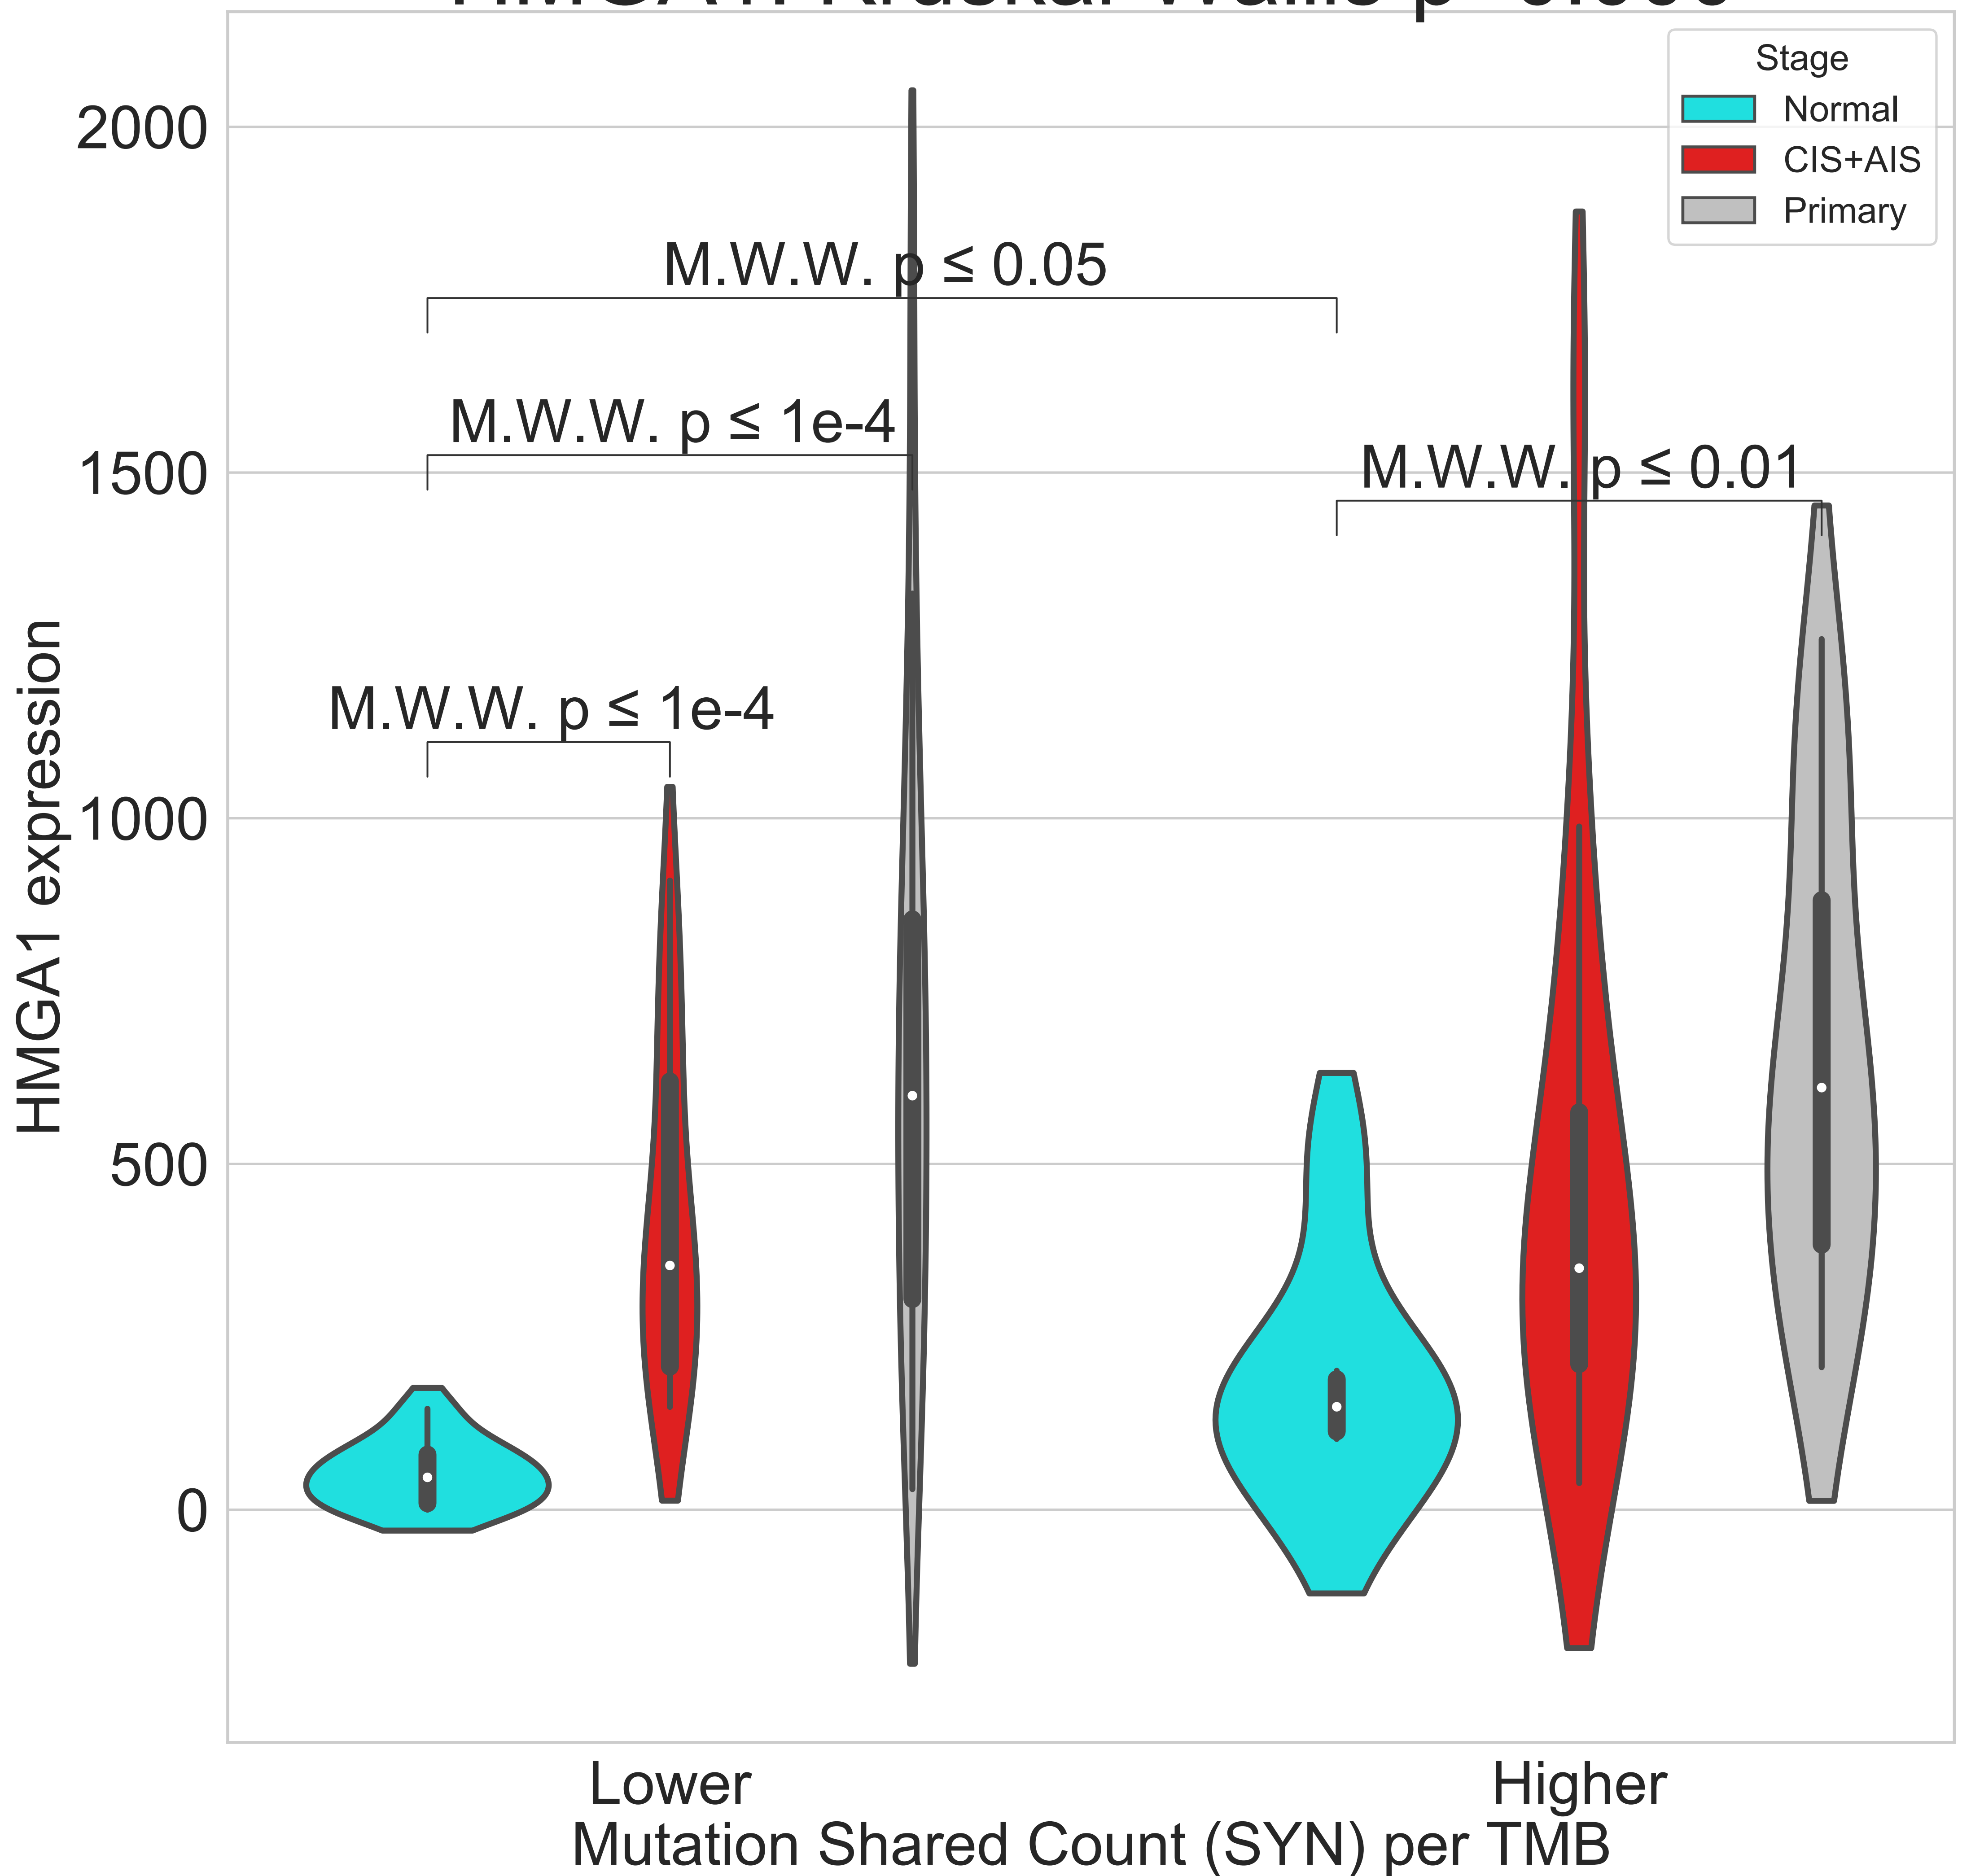 Stage
Normal
CIS+AIS
Primary
2000
1500
1000
500
0
HMGA1 expression
M.W.W. p ≤ 0.05
M.W.W. p ≤ 1e-4
M.W.W. p ≤ 0.01
M.W.W. p ≤ 1e-4
Lower
Higher
Mutation Shared Count (SYN) per TMB